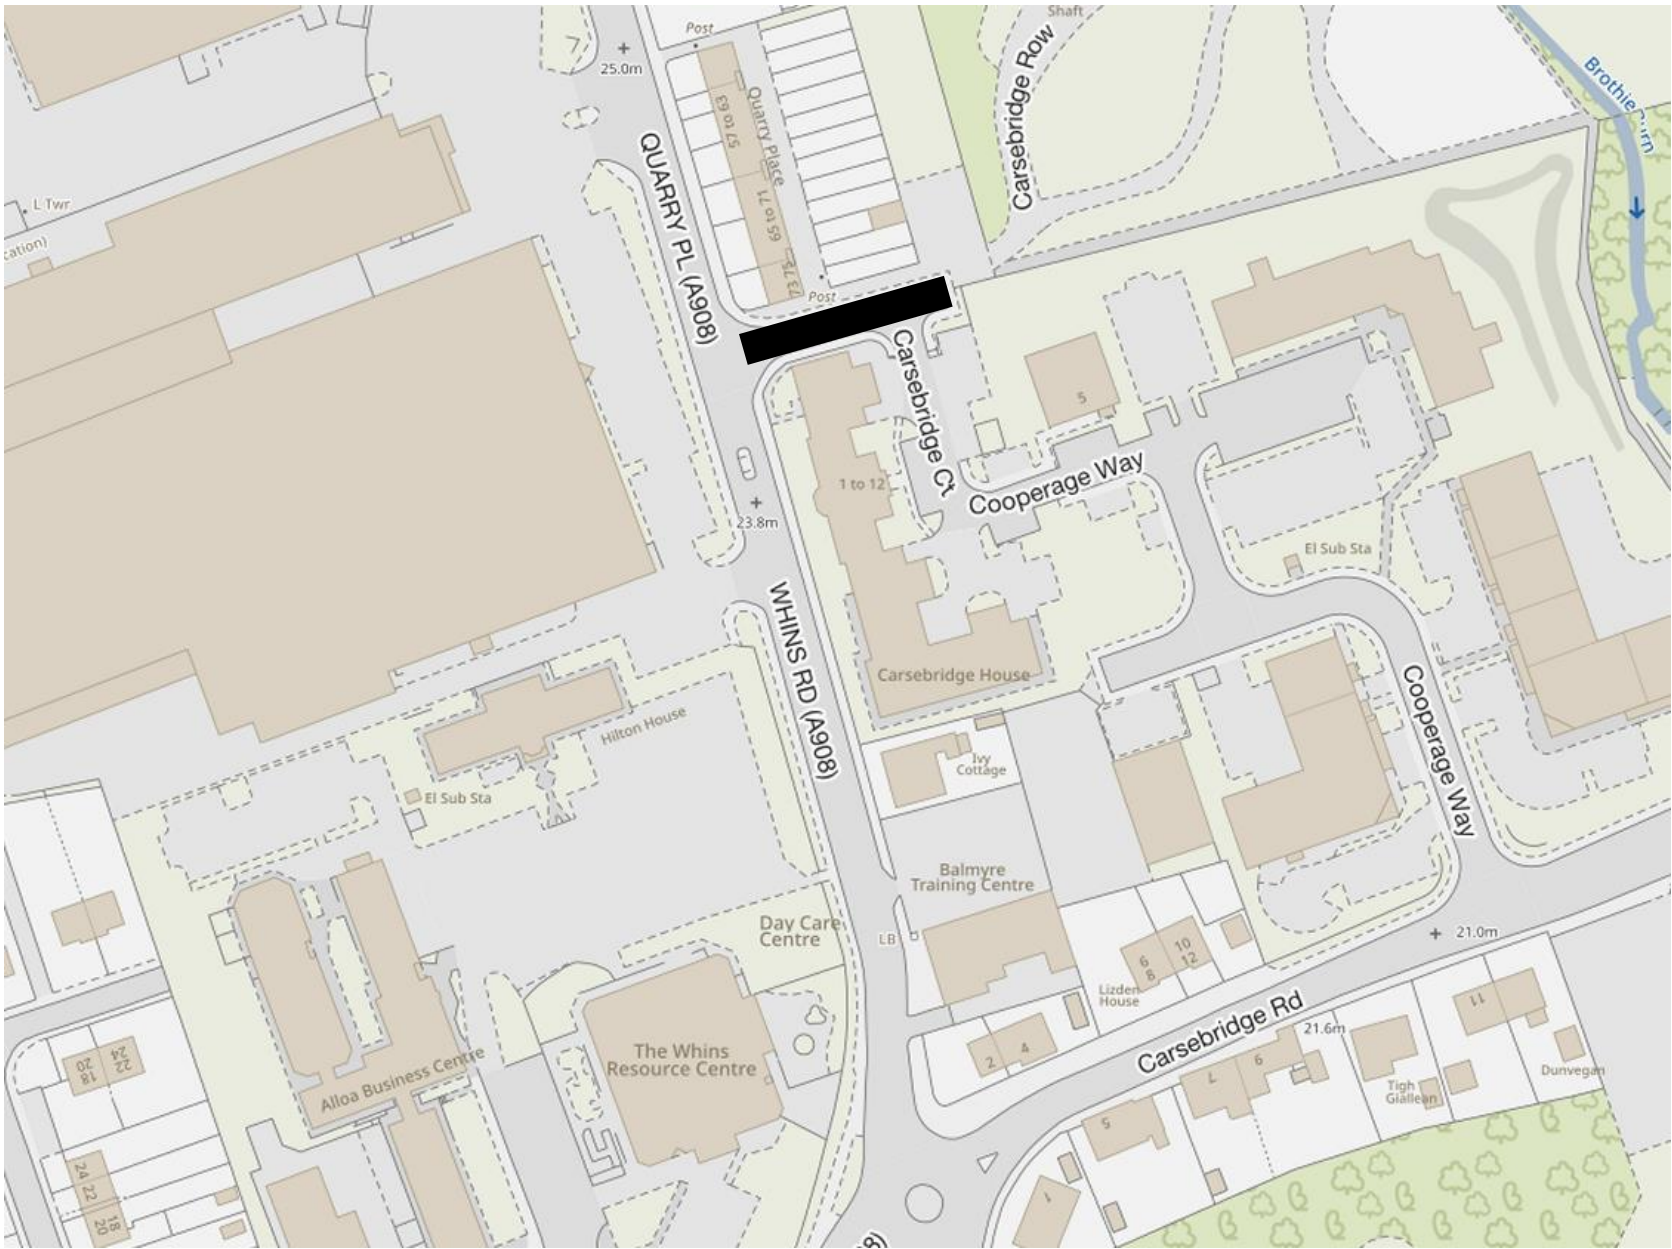 Shaft
Post
25.0m
Carsebridge Row
Brothie Burn
57 to 63
Quarry Place
65 to 71
73 75
QUARRY PL (A908)
L Twr
Post
Carsebridge Ct
5
1 to 12
Cooperage Way
23.8m
El Sub Sta
WHINS RD (A908)
Carsebridge House
Hilton House
Ivy
Cottage
Cooperage Way
El Sub Sta
Balmyre
Training Centre
Day Care
Centre
LB
6
8
10
12
21.0m
Lizden
House
Carsebridge Rd
21.6m
11
2
4
The Whins
Resource Centre
22
24
18
20
Alloa Business Centre
7
9
Tigh
Giallean
Dunvegan
5
1
24
22
18
20